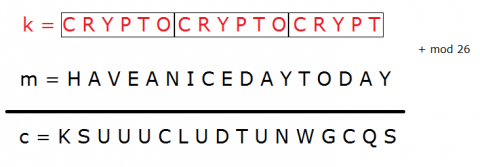 k = C R Y P T O C R Y P T O C R Y P T
+ mod 26
m = H A V E A N I C E D A Y T O D A Y
c = K S U U U C L U D T U N W G C Q S